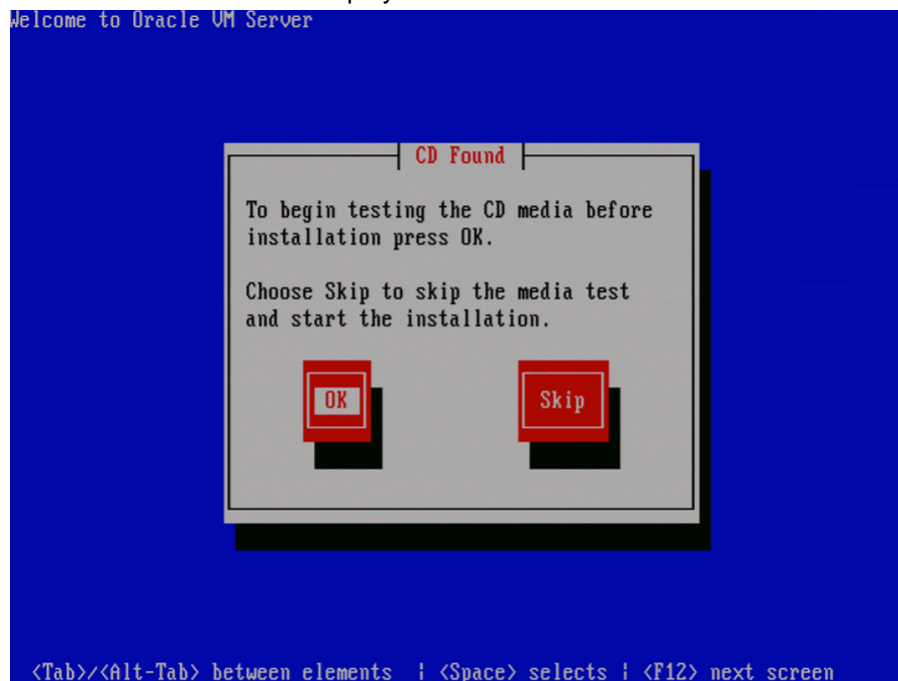 Welcome to Oracle VM Server
CD Found
To begin testing the CD media before
installation press OK.
Choose Skip to skip the media test
and start the installation.
OK Skip
<Tab>/<Alt-Tab> between elements | <Space> selects | <F12> next screen